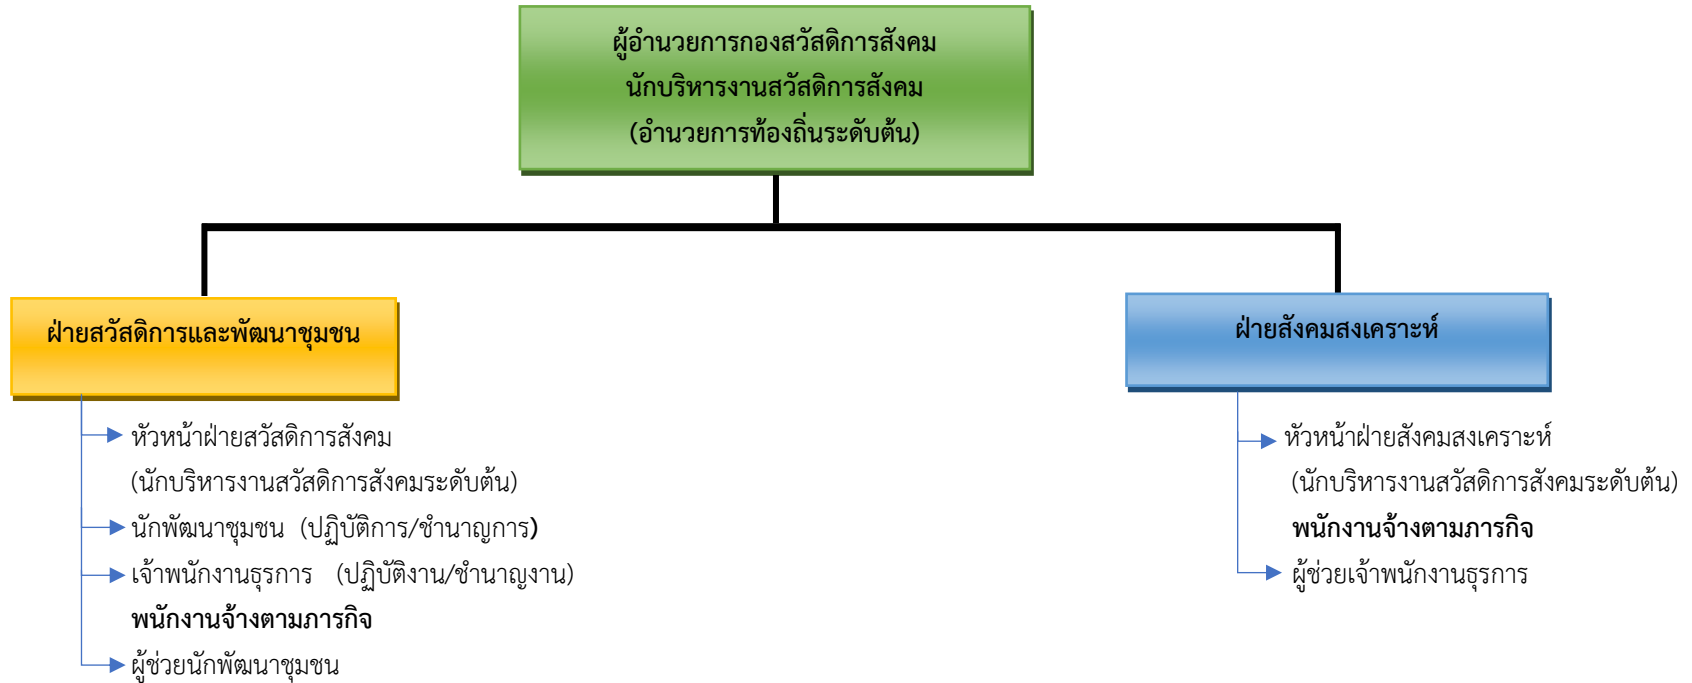 ผู้อำนวยการกองสวัสดิการสังคม
นักบริหารงานสวัสดิการสังคม
(อำนวยการท้องถิ่นระดับต้น)
ฝ่ายสวัสดิการและพัฒนาชุมชน
หัวหน้าฝ่ายสวัสดิการสังคม
(นักบริหารงานสวัสดิการสังคมระดับต้น)
นักพัฒนาชุมชน (ปฏิบัติการ/ชำนาญการ)
เจ้าพนักงานธุรการ (ปฏิบัติงาน/ชำนาญงาน)
พนักงานจ้างตามภารกิจ
ผู้ช่วยนักพัฒนาชุมชน
ฝ่ายสังคมสงเคราะห์
หัวหน้าฝ่ายสังคมสงเคราะห์
(นักบริหารงานสวัสดิการสังคมระดับต้น)
พนักงานจ้างตามภารกิจ
ผู้ช่วยเจ้าพนักงานธุรการ